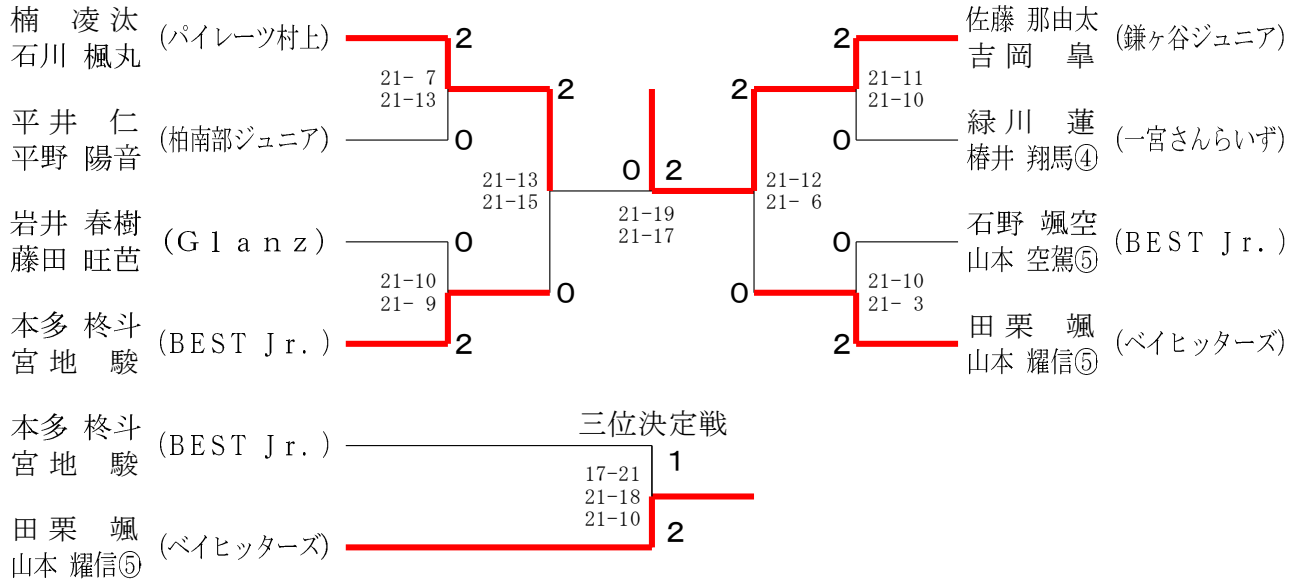 楠 凌汰
石川 楓丸
(パイレーツ村上)
2
21- 7
21-13
平井 仁
平野 陽音
(柏南部ジュニア)
0
2
21-13
21-15
岩井 春樹
藤田 旺芭
(Glanz)
0
21-10
21- 9
本多 柊斗
宮地 駿
(BEST Jr.)
2
0
0
2
21-19
21-17
佐藤 那由太
吉岡 皐
(鎌ヶ谷ジュニア)
2
21-11
21-10
緑川 蓮
椿井 翔馬④
(一宮さんらいず)
0
2
21-12
21- 6
石野 颯空
山本 空駕⑤
(BEST Jr.)
0
21-10
21- 3
田栗 颯
山本 耀信⑤
(ベイヒッターズ)
2
0
三位決定戦
本多 柊斗
宮地 駿
(BEST Jr.)
1
17-21
21-18
21-10
田栗 颯
山本 耀信⑤
(ベイヒッターズ)
2